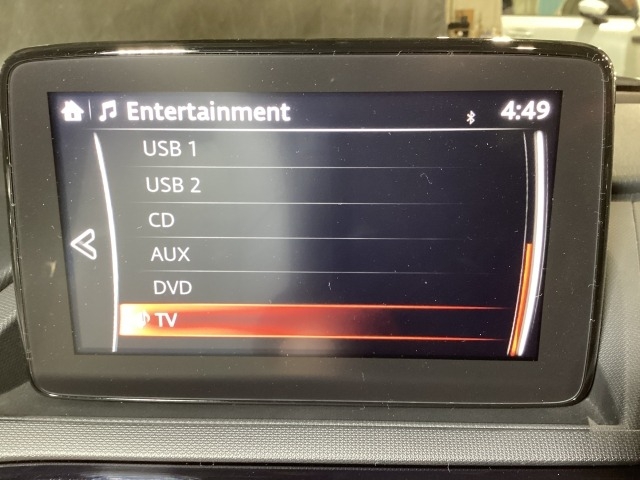 Entertainment 4:49
USB 1
USB 2
CD
AUX
DVD
TV